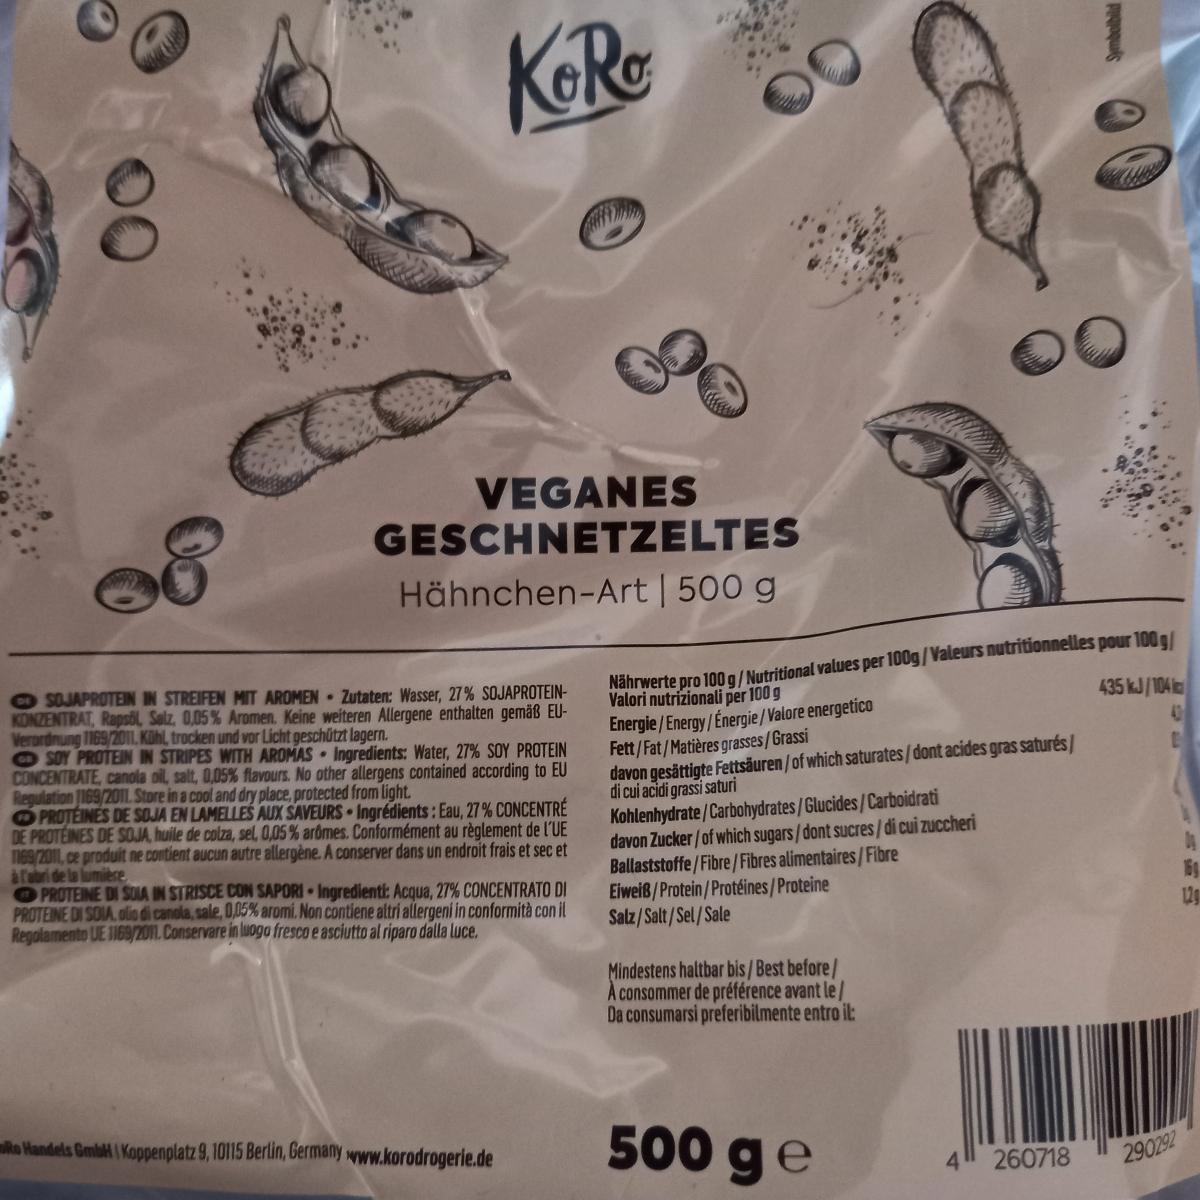 KoRo
Symbolbild
VEGANES
GESCHNETZELTES
Hähnchen-Art | 500 g
SOJAPROTEIN IN STREIFEN MIT AROMEN • Zutaten: Wasser, 27% SOJAPROTEIN-
KONZENTRAT, Rapsöl, Salz, 0,05% Aromen. Keine weiteren Allergene enthalten gemäß EU-
Verordnung 1169/2011. Kühl, trocken und vor Licht geschützt lagern.
SOY PROTEIN IN STRIPES WITH AROMAS • Ingredients: Water, 27% SOY PROTEIN
CONCENTRATE, canola oil, salt, 0,05% flavours. No other allergens contained according to EU
Regulation 1169/2011. Store in a cool and dry place, protected from light.
PROTÉINES DE SOJA EN LAMELLES AUX SAVEURS • Ingrédients : Eau, 27% CONCENTRÉ
DE PROTÉINES DE SOJA, huile de colza, sel, 0,05% arômes. Conformément au règlement de l'UE
1169/2011, ce produit ne contient aucun autre allergène. A conserver dans un endroit frais et sec et
à l'abri de la lumière.
PROTEINE DI SOIA IN STRISCE CON SAPORI • Ingredienti: Acqua, 27% CONCENTRATO DI
PROTEINE DI SOIA, olio di canola, sale, 0,05% aromi. Non contiene altri allergeni in conformità con il
Regolamento UE 1169/2011. Conservare in luogo fresco e asciutto al riparo dalla luce.
Nährwerte pro 100 g / Nutritional values per 100g / Valeurs nutritionnelles pour 100 g /
Valori nutrizionali per 100 g
Energie / Energy / Énergie / Valore energetico 435 kJ / 104
Fett / Fat / Matières grasses / Grassi
davon gesättigte Fettsäuren / of which saturates / dont acides gras saturés /
di cui acidi grassi saturi
Kohlenhydrate / Carbohydrates / Glucides / Carboidrati
davon Zucker / of which sugars / dont sucres / di cui zuccheri
Ballaststoffe / Fibre / Fibres alimentaires / Fibre
Eiweiß / Protein / Protéines / Proteine 16g
Salz / Salt / Sel / Sale 1,2g
Mindestens haltbar bis / Best before /
À consommer de préférence avant le /
Da consumarsi preferibilmente entro il:
oRo Handels GmbH | Koppenplatz 9, 10115 Berlin, Germany www.korodrogerie.de
500 g e
4 260718 290292